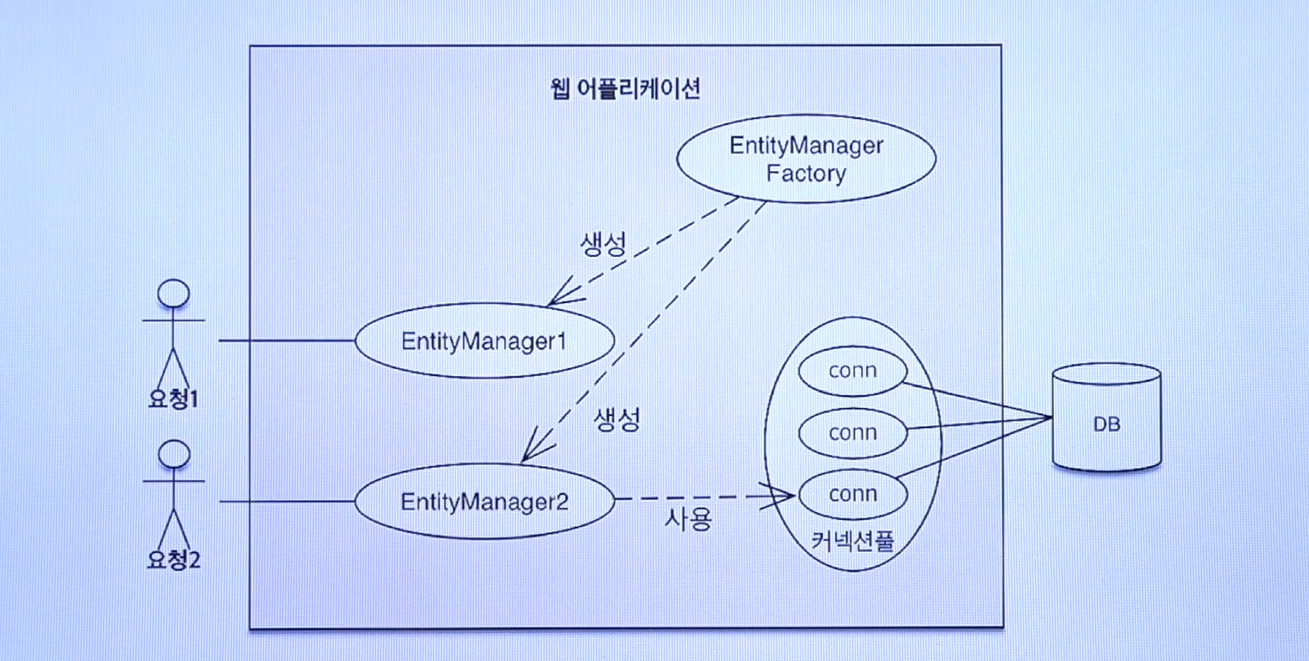 웹 어플리케이션
EntityManager
Factory
생성
EntityManager1
요청1
생성
EntityManager2
요청2
사용
conn
conn
conn
커넥션풀
DB